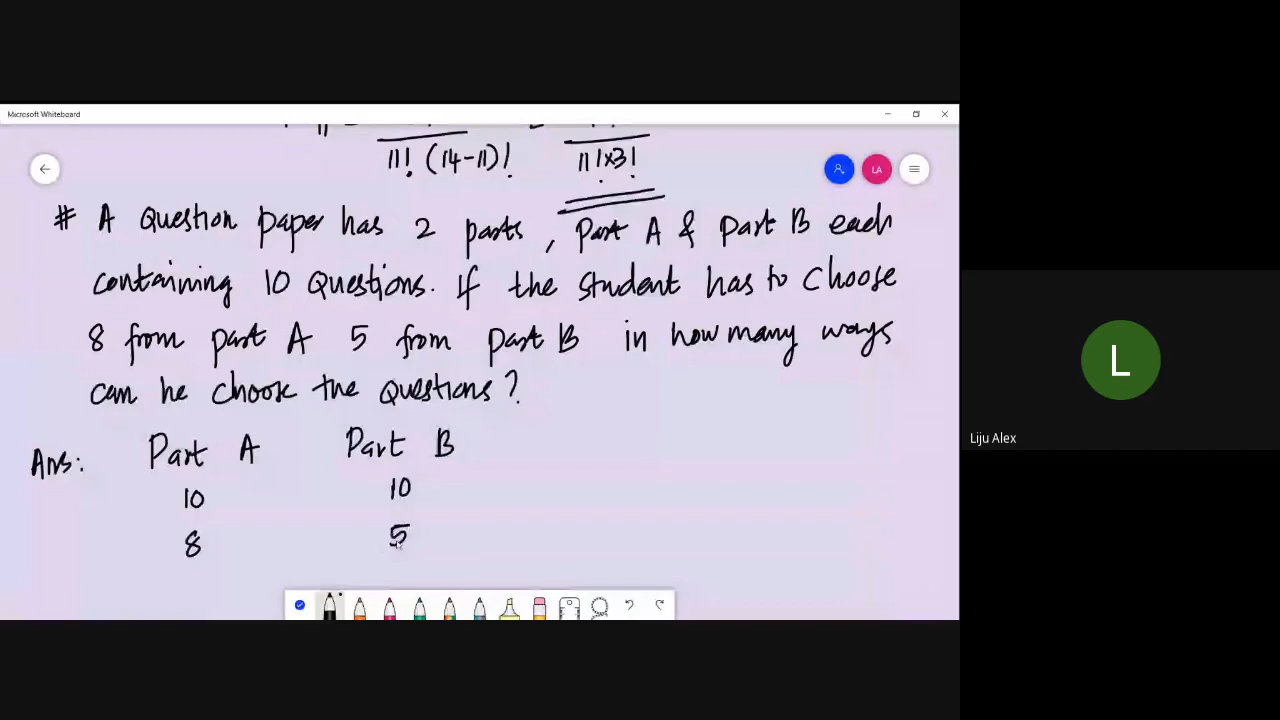 Microsoft Whiteboard
11! (14-11)!
11!x3!
LA
# A Question paper has 2 parts, Part A & Part B each
containing 10 Questions. If the student has to choose
8 from part A 5 from part B in how many ways
can he choose the questions?
Ans: Part A Part B
10 10
8 5
L
Liju Alex